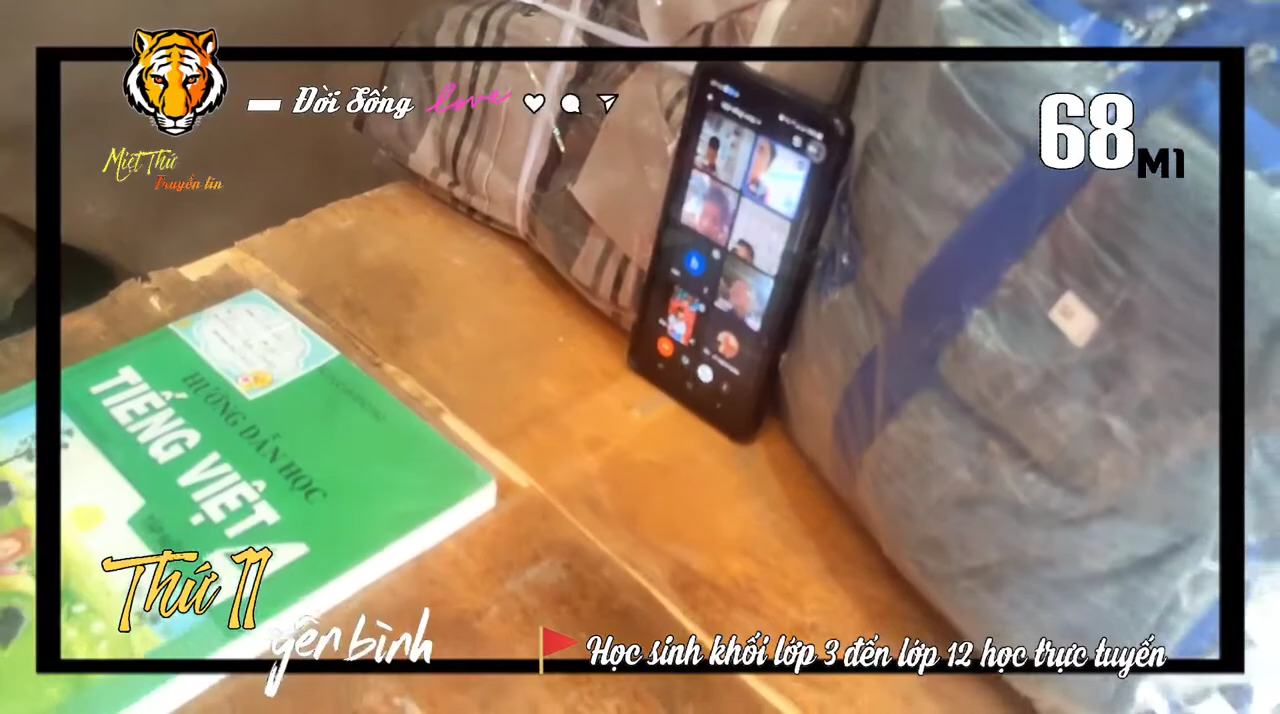 Đời Sống love
68
M1
Miệt Thứ
Truyền tin
HƯỚNG DẪN HỌC
TIẾNG VIỆT
Thứ 11
yên bình
Học sinh khối lớp 3 đến lớp 12 học trực tuyến